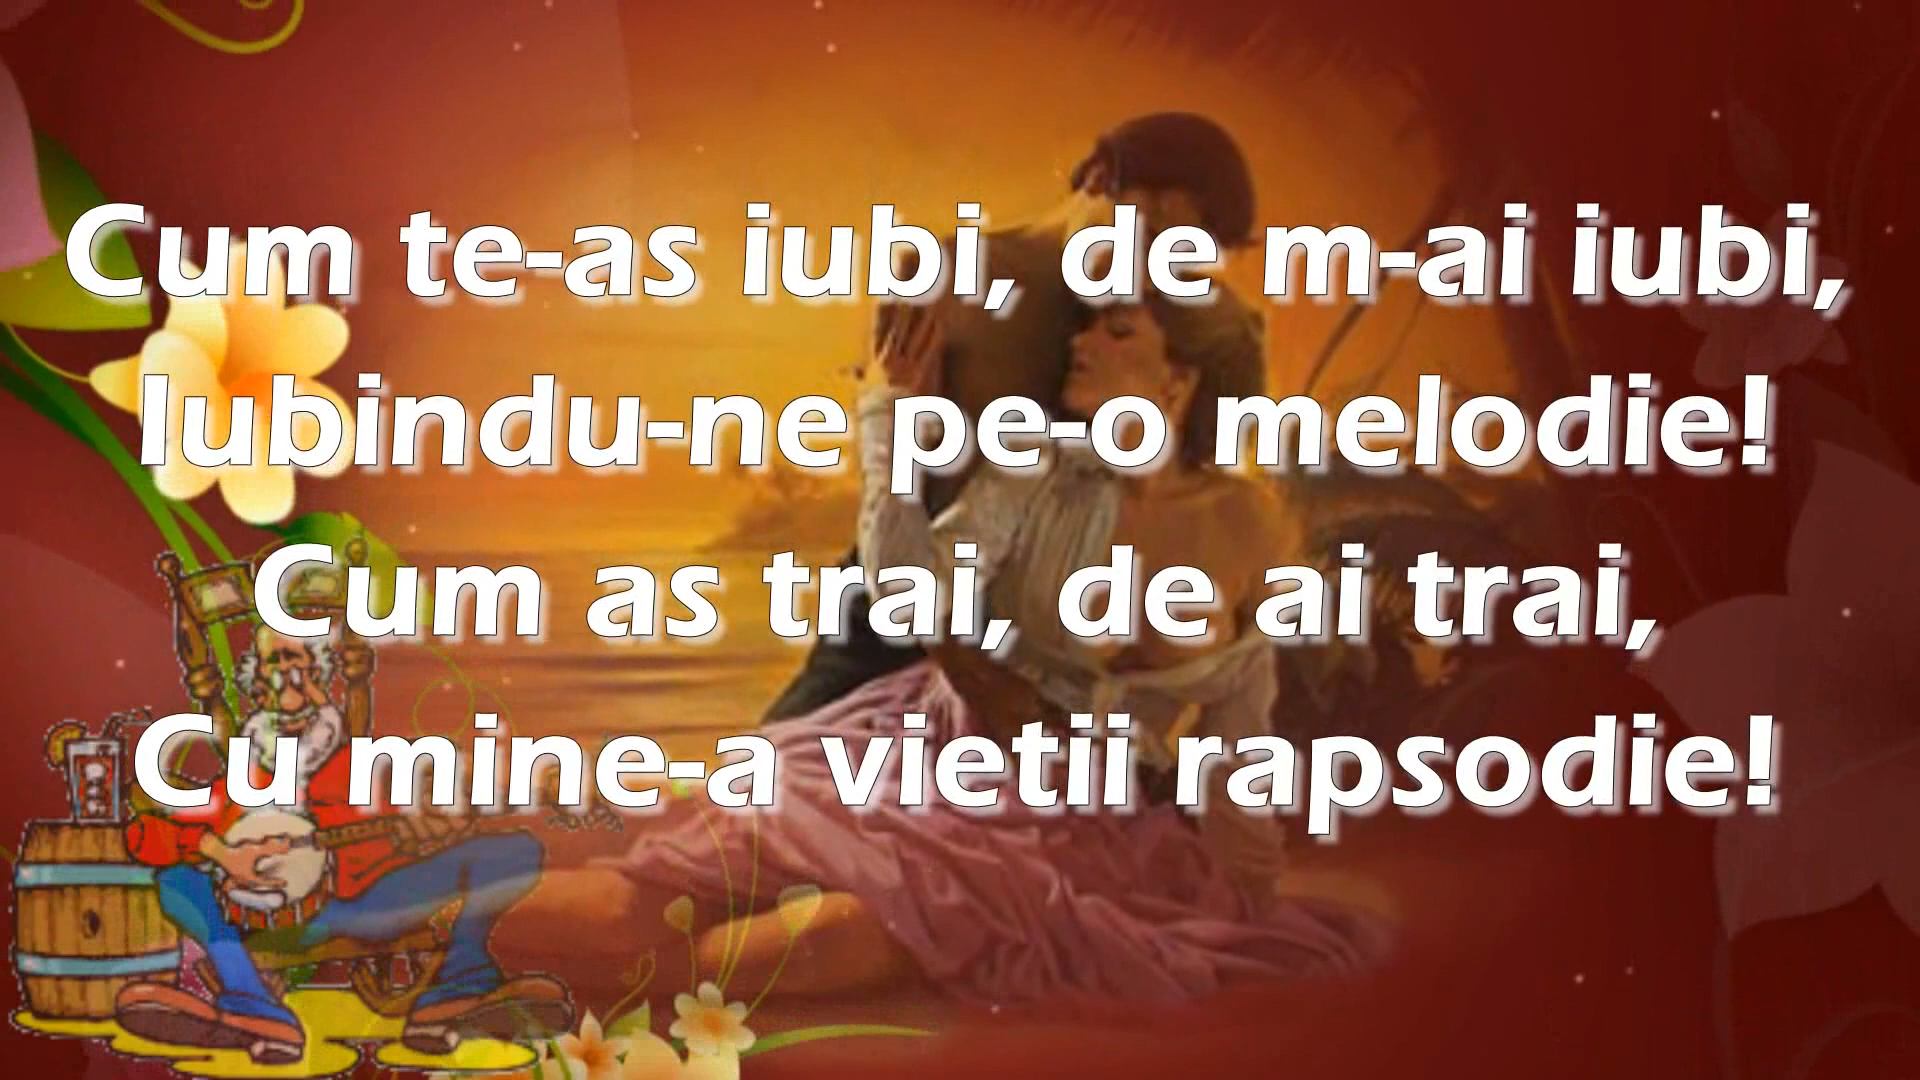 Cum te-as iubi, de m-ai iubi,
Iubindu-ne pe-o melodie!
Cum as trai, de ai trai,
Cu mine-a vietii rapsodie!